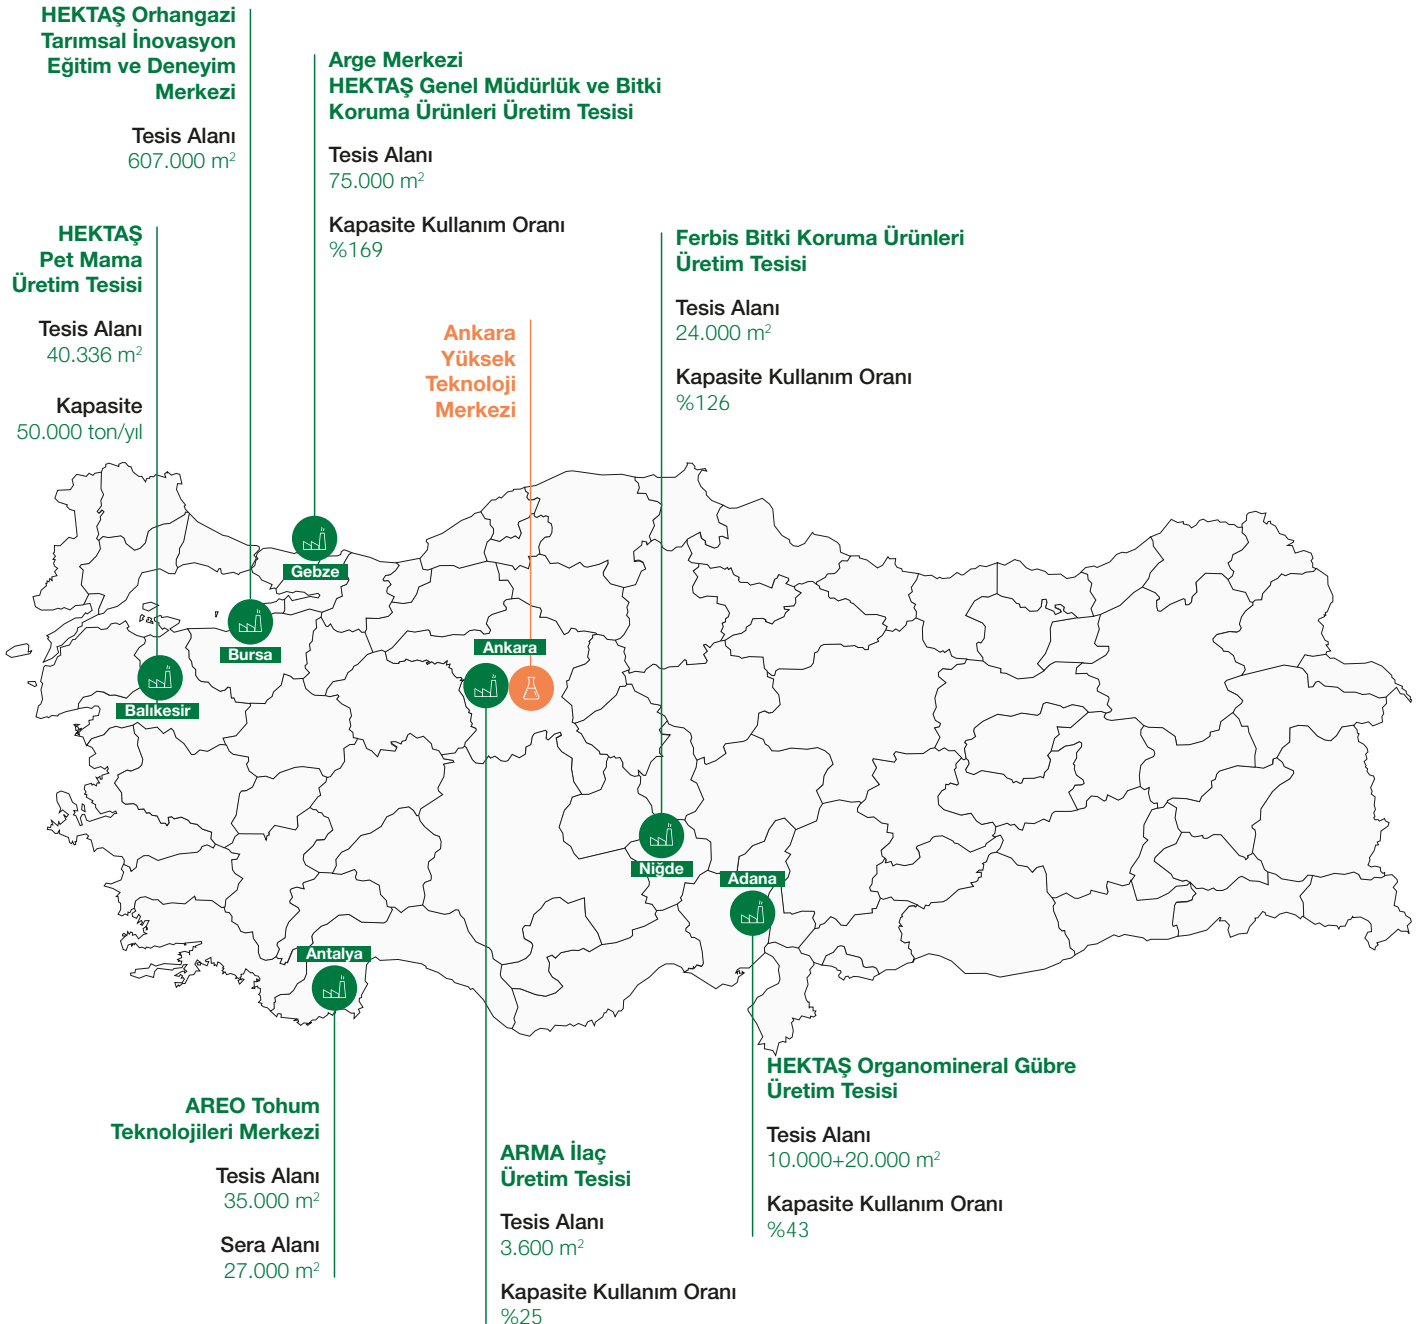 HEKTAŞ Orhangazi
Tarımsal İnovasyon
Eğitim ve Deneyim
Merkezi
Tesis Alanı
607.000 m²
Arge Merkezi
HEKTAŞ Genel Müdürlük ve Bitki
Koruma Ürünleri Üretim Tesisi
Tesis Alanı
75.000 m²
Kapasite Kullanım Oranı
%169
HEKTAŞ
Pet Mama
Üretim Tesisi
Tesis Alanı
40.336 m²
Kapasite
50.000 ton/yıl
Ferbis Bitki Koruma Ürünleri
Üretim Tesisi
Tesis Alanı
24.000 m²
Kapasite Kullanım Oranı
%126
Ankara
Yüksek
Teknoloji
Merkezi
Gebze
Bursa
Ankara
Balıkesir
Niğde
Adana
Antalya
AREO Tohum
Teknolojileri Merkezi
Tesis Alanı
35.000 m²
Sera Alanı
27.000 m²
ARMA İlaç
Üretim Tesisi
Tesis Alanı
3.600 m²
Kapasite Kullanım Oranı
%25
HEKTAŞ Organomineral Gübre
Üretim Tesisi
Tesis Alanı
10.000+20.000 m²
Kapasite Kullanım Oranı
%43